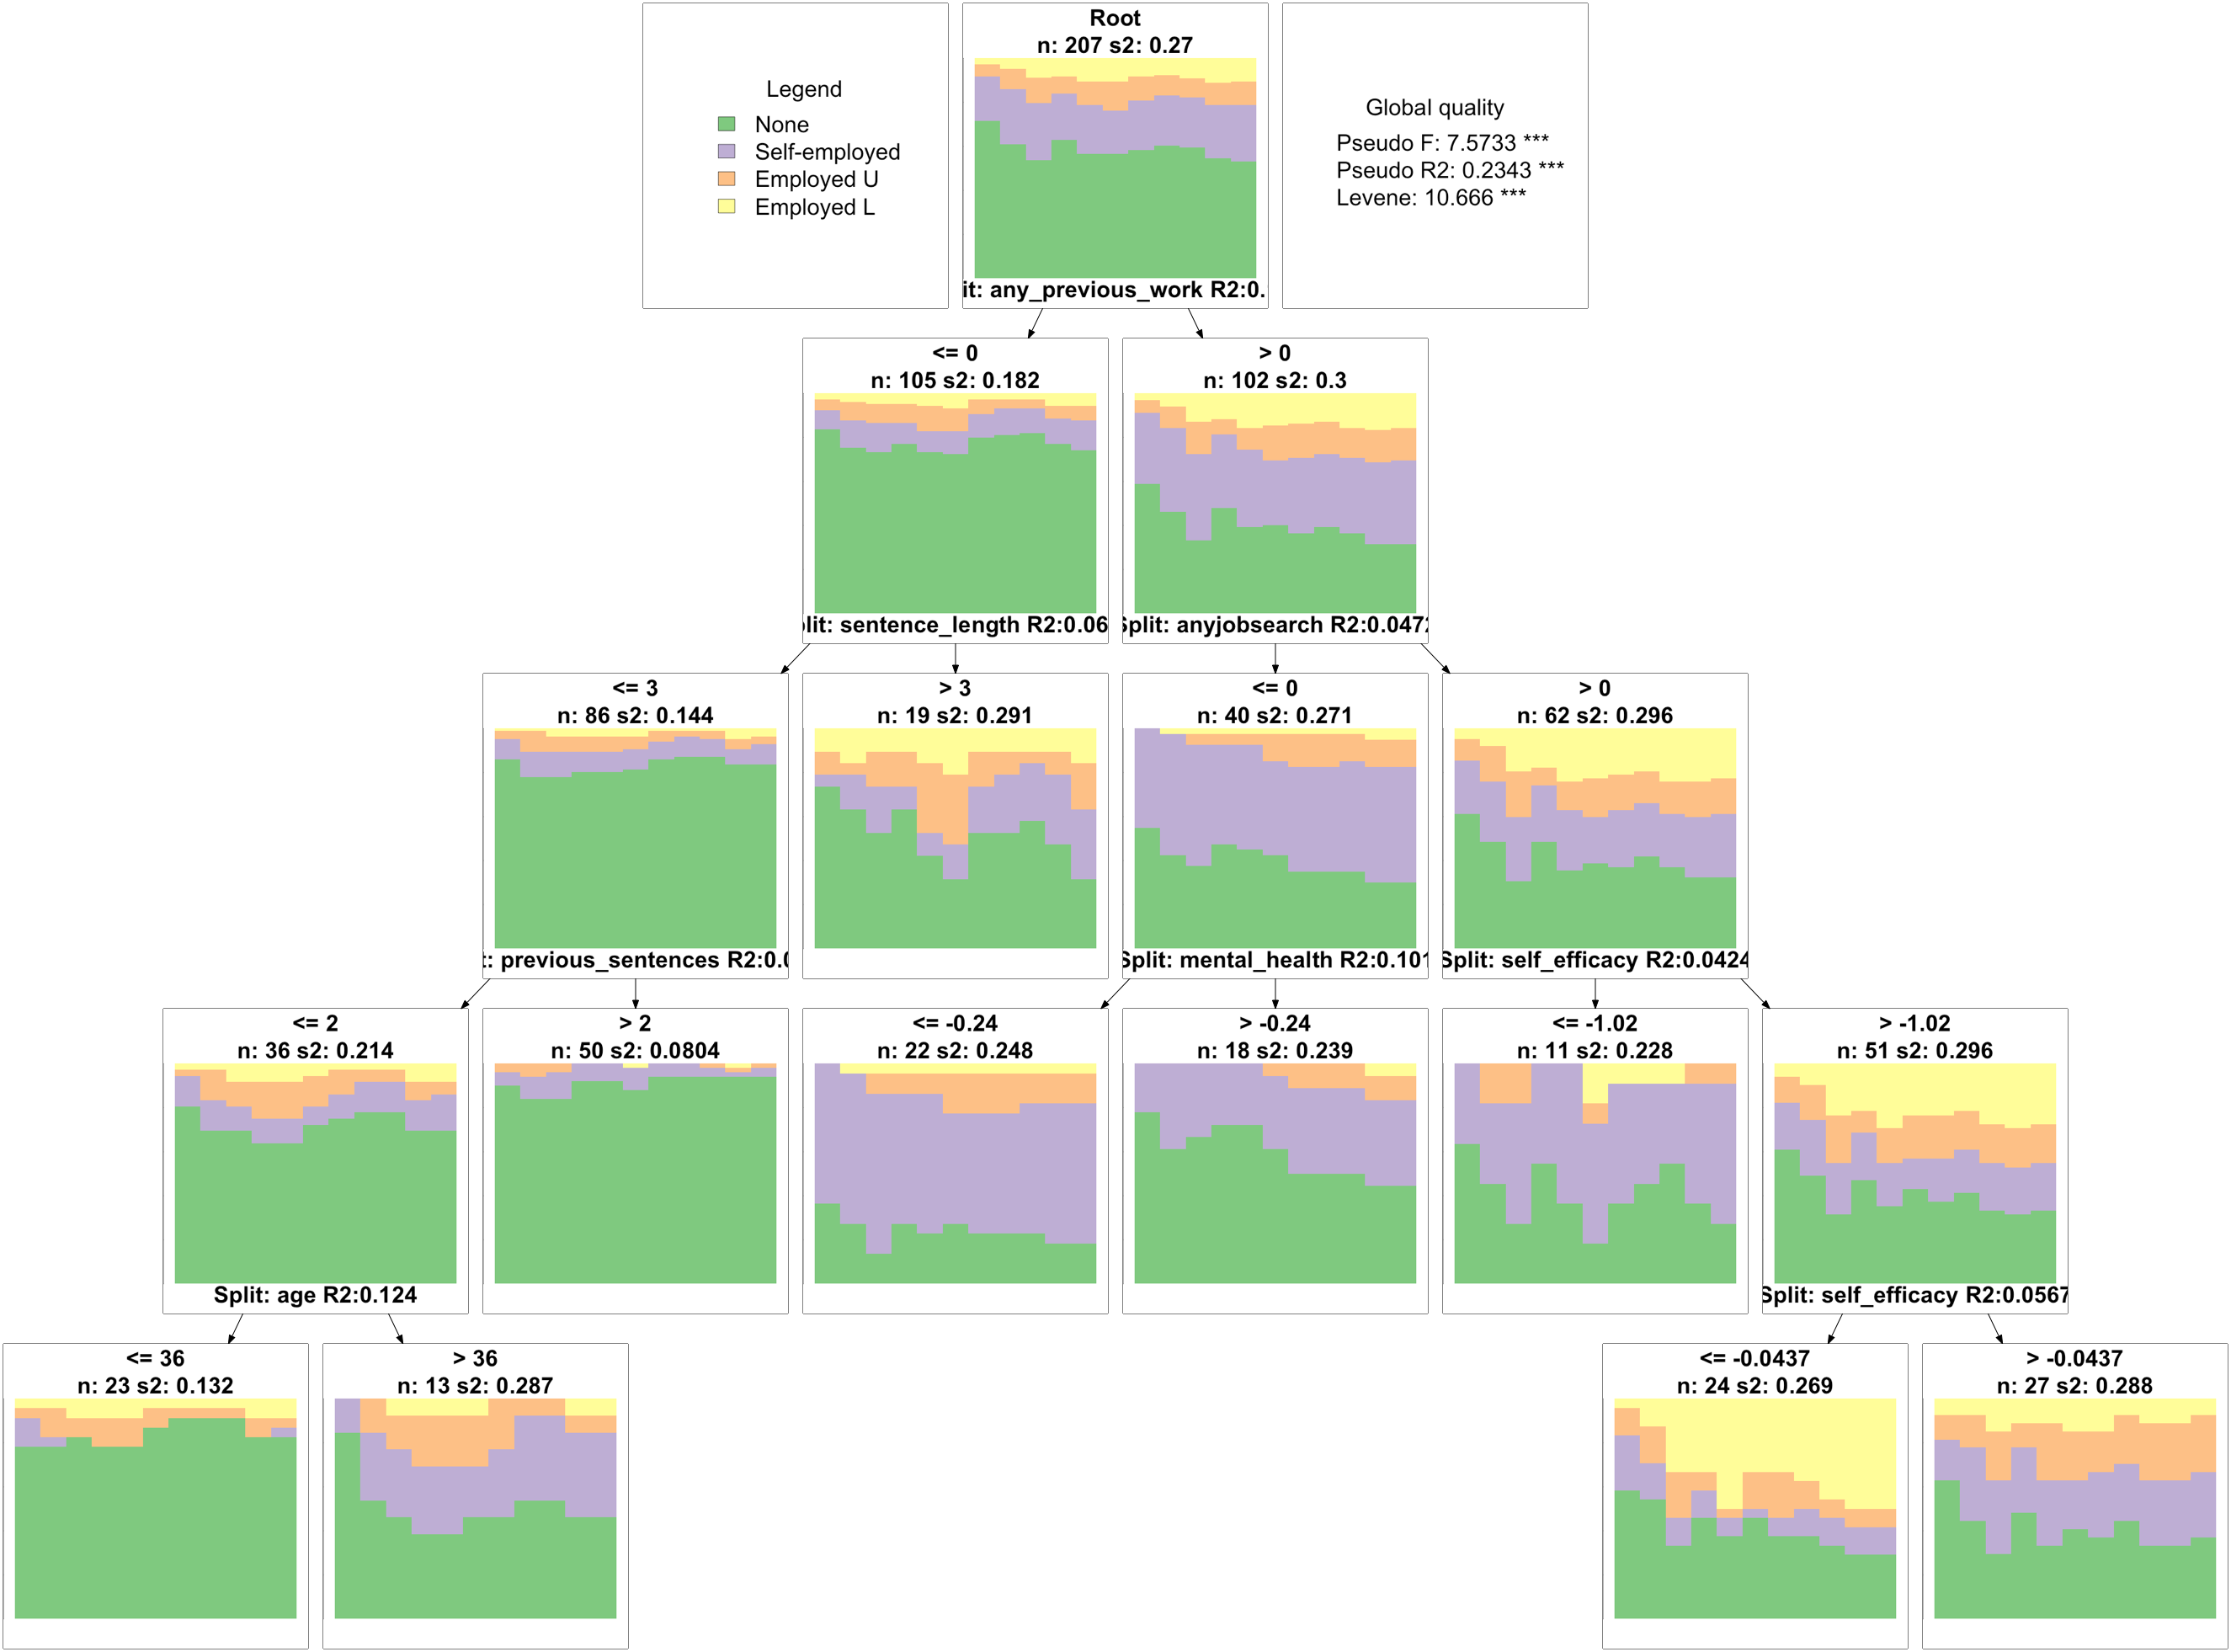 Legend
None
Self-employed
Employed U
Employed L
Root
n: 207 s2: 0.27
it: any_previous_work R2:0.
Global quality
Pseudo F: 7.5733 ***
Pseudo R2: 0.2343 ***
Levene: 10.666 ***
<= 0
n: 105 s2: 0.182
lit: sentence_length R2:0.06
> 0
n: 102 s2: 0.3
Split: anyjobsearch R2:0.0472
<= 3
n: 86 s2: 0.144
: previous_sentences R2:0.0
> 3
n: 19 s2: 0.291
<= 0
n: 40 s2: 0.271
Split: mental_health R2:0.101
> 0
n: 62 s2: 0.296
Split: self_efficacy R2:0.0424
<= 2
n: 36 s2: 0.214
Split: age R2:0.124
> 2
n: 50 s2: 0.0804
<= -0.24
n: 22 s2: 0.248
> -0.24
n: 18 s2: 0.239
<= -1.02
n: 11 s2: 0.228
> -1.02
n: 51 s2: 0.296
Split: self_efficacy R2:0.0567
<= 36
n: 23 s2: 0.132
> 36
n: 13 s2: 0.287
<= -0.0437
n: 24 s2: 0.269
> -0.0437
n: 27 s2: 0.288